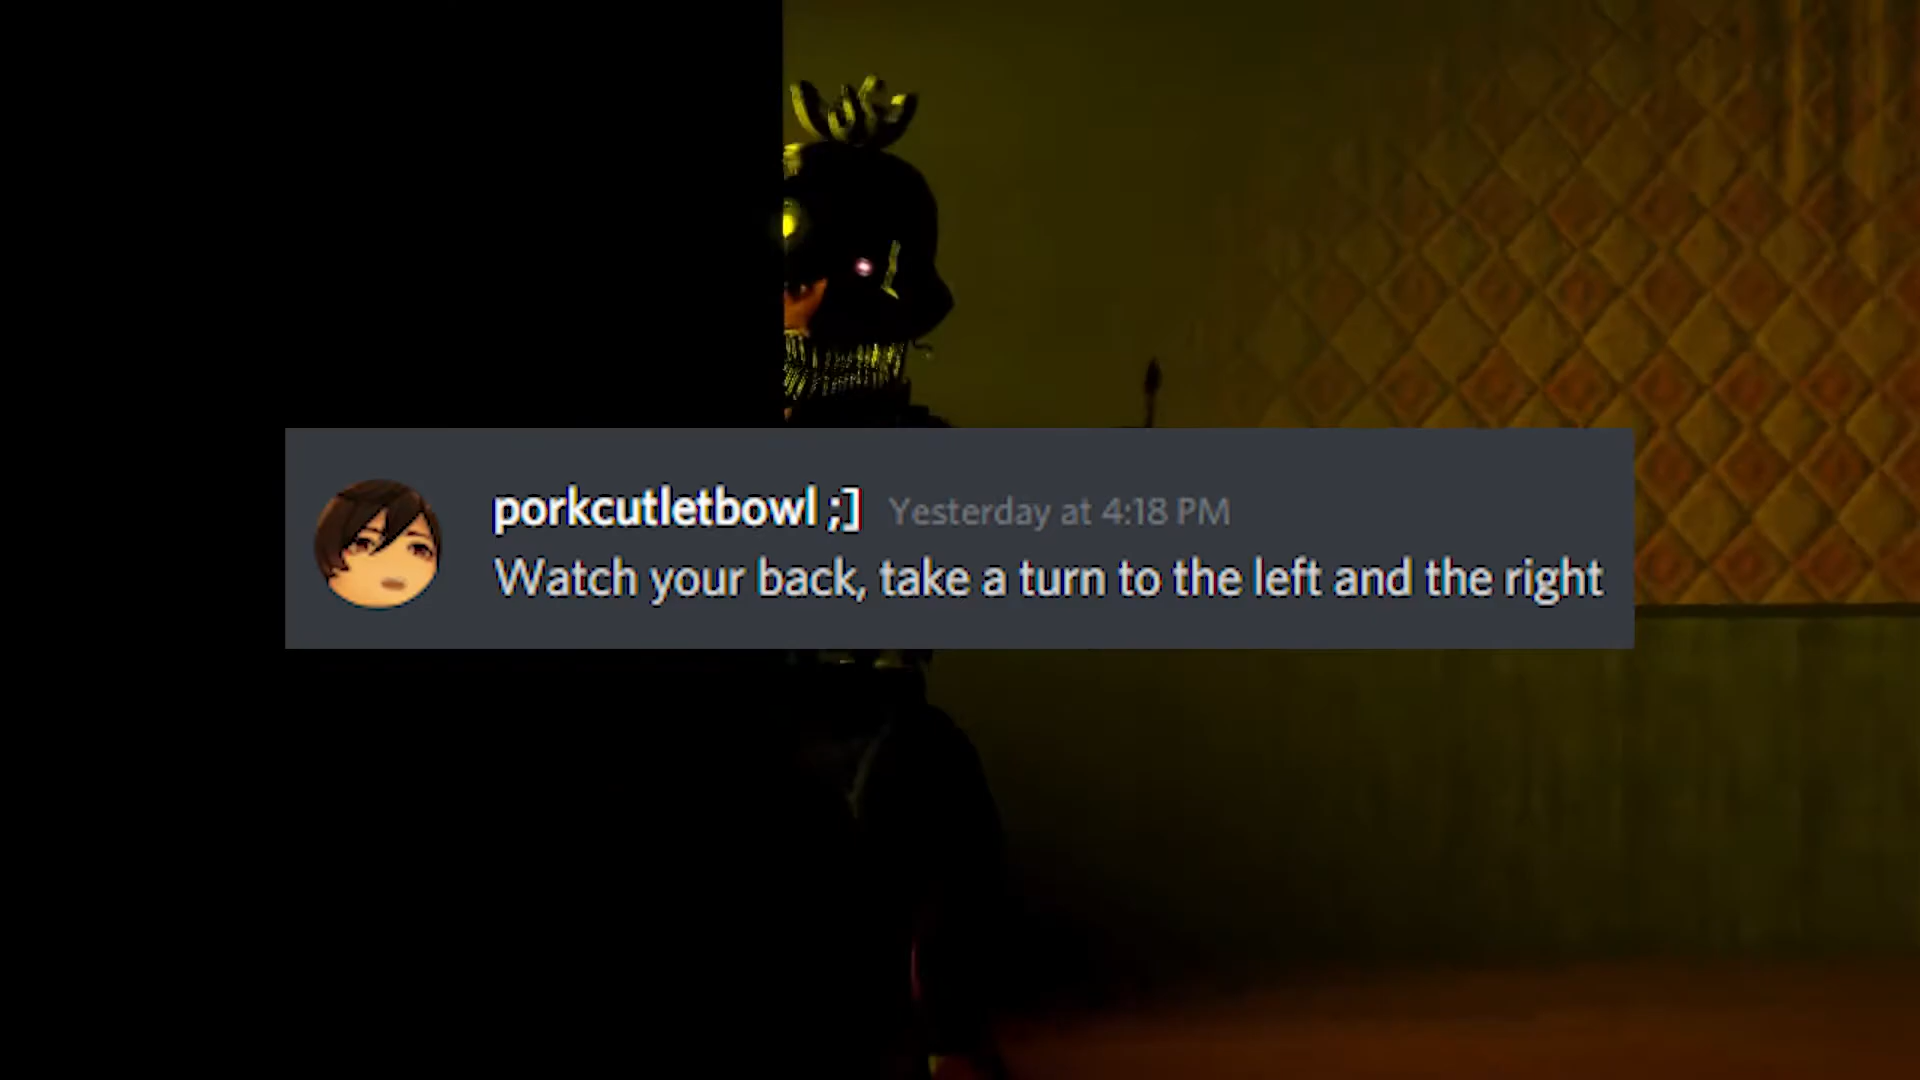 porkcutletbowl ;] Yesterday at 4:18 PM
Watch your back, take a turn to the left and the right